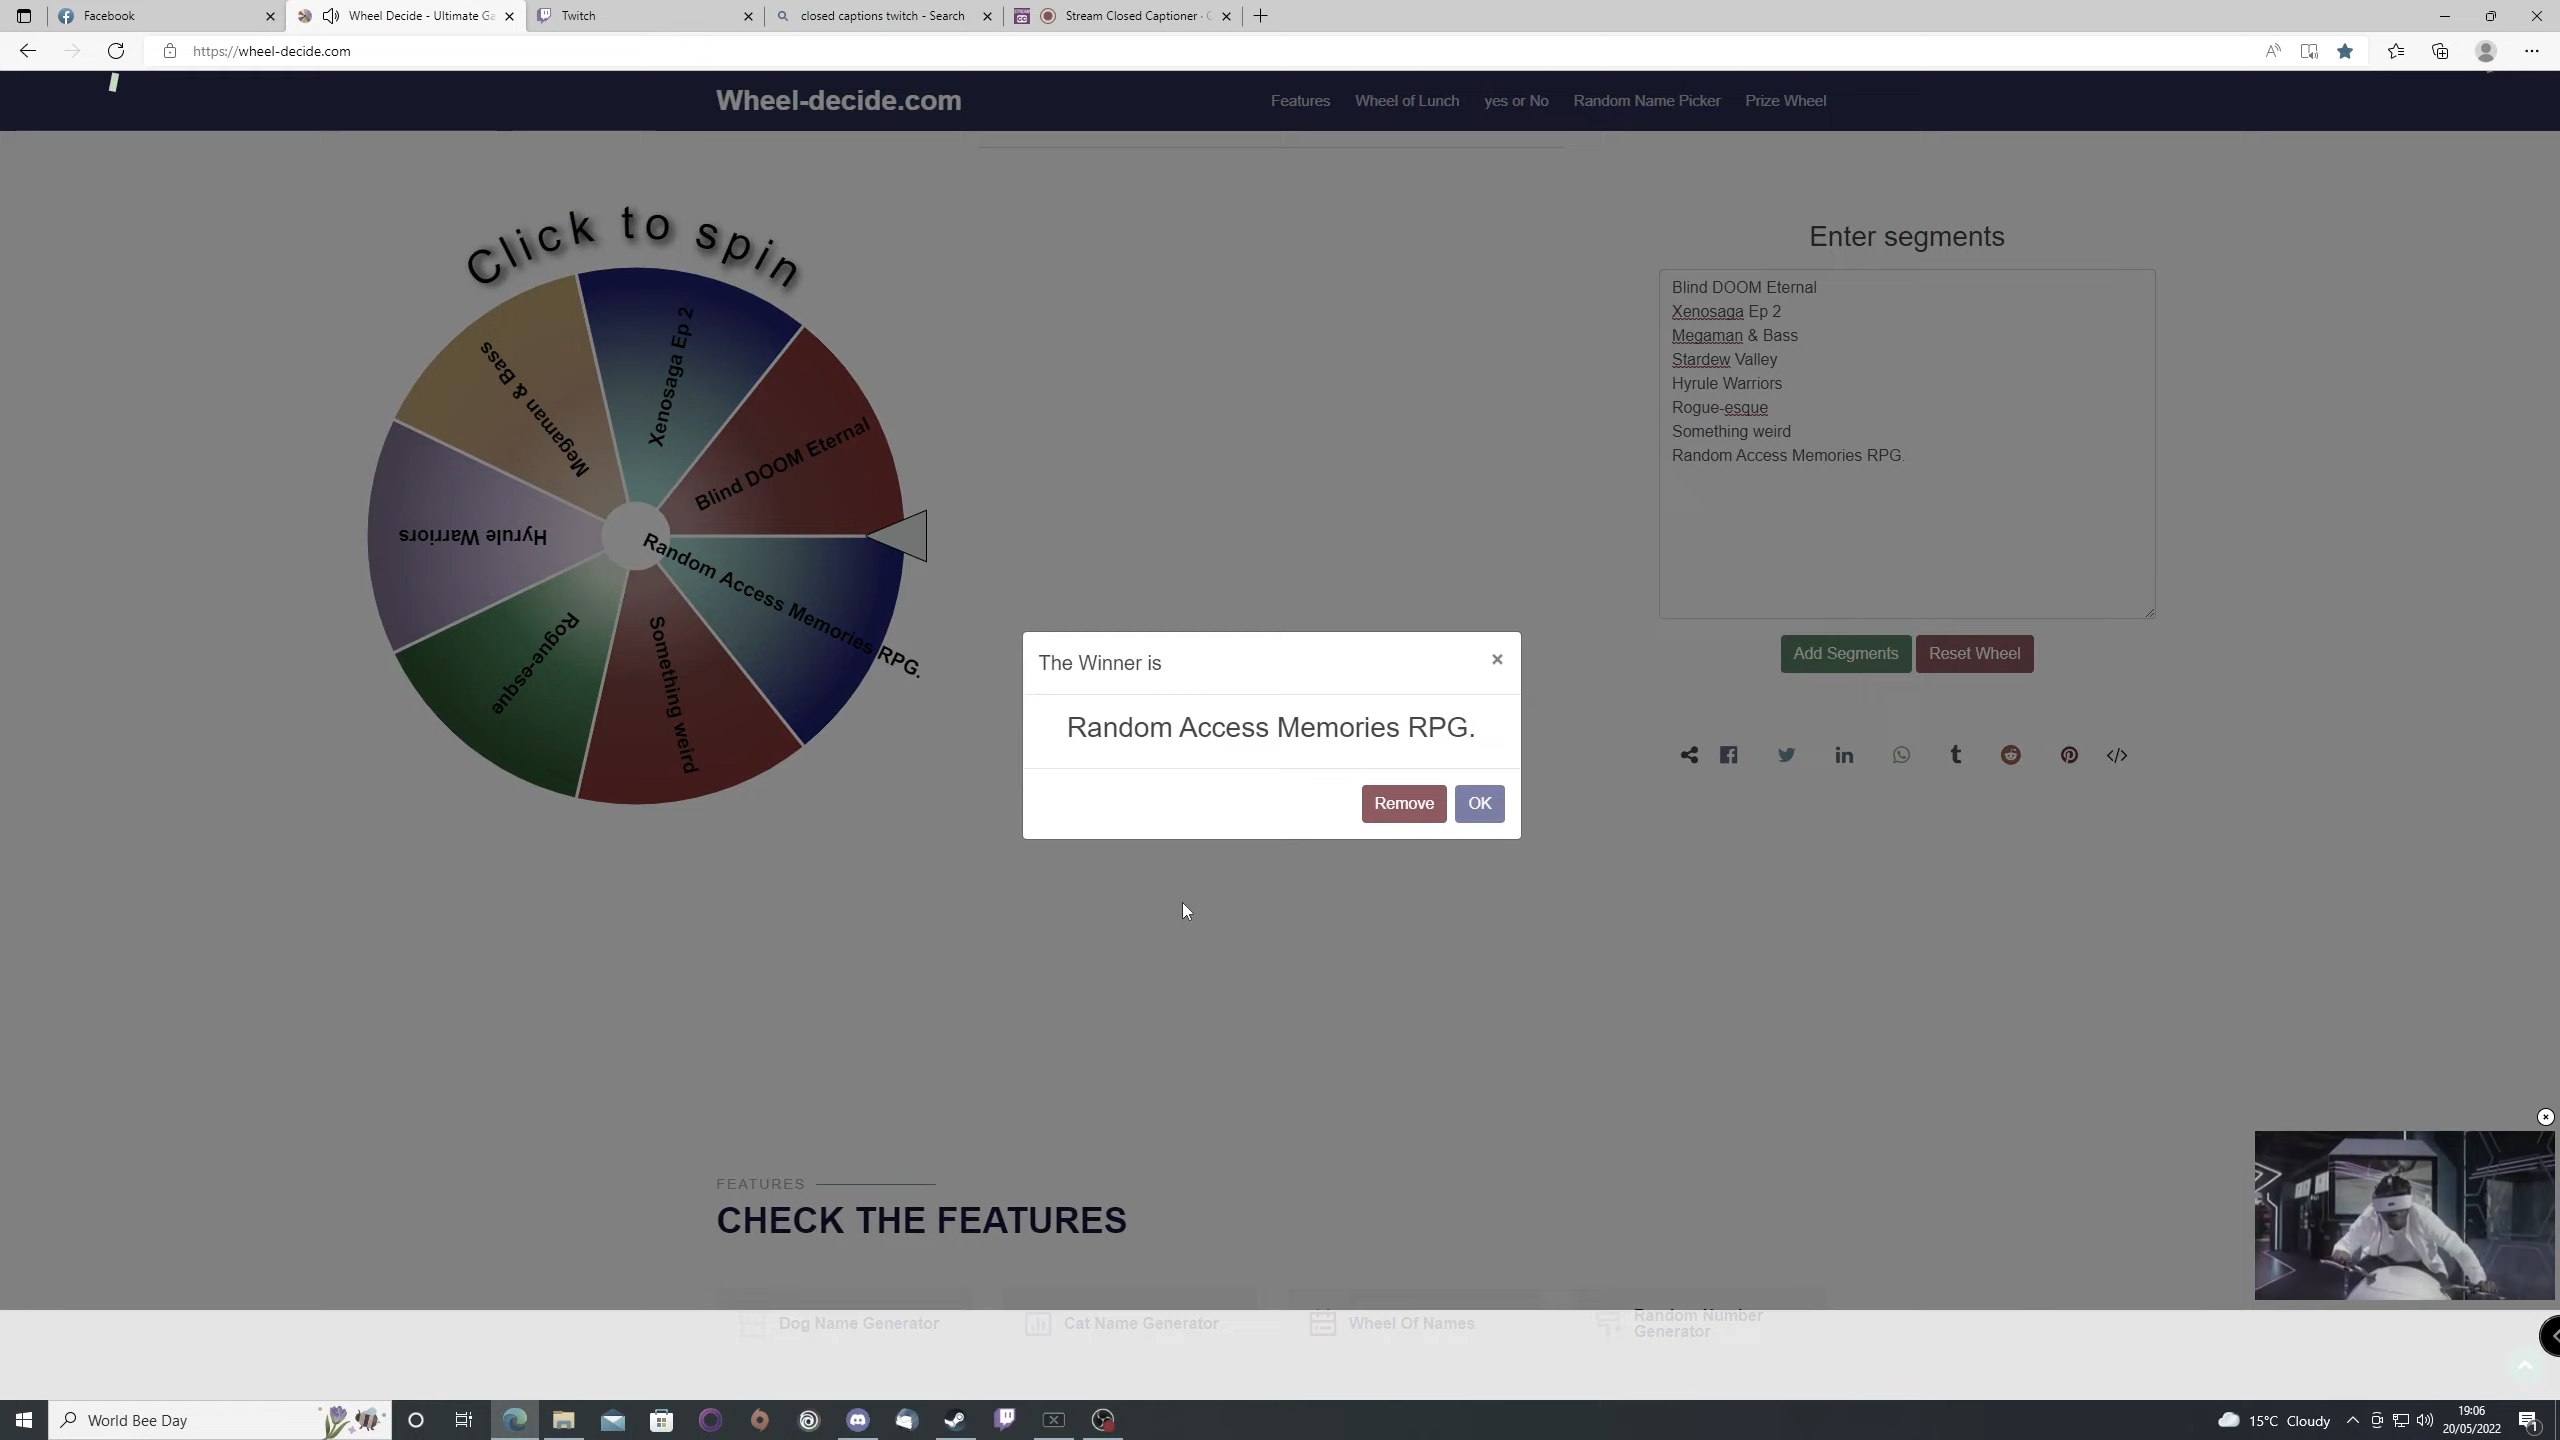 Facebook
Wheel Decide - Ultimate Ga
Twitch
closed captions twitch - Search
Stream Closed Captioner - C
https://wheel-decide.com
Wheel-decide.com
Features
Wheel of Lunch
yes or No
Random Name Picker
Prize Wheel
Click to spin
Xenosaga Ep 2
Blind DOOM Eternal
Megaman & Bass
Hyrule Warriors
Random Access Memories RPG.
Rogue-esque
Something weird
Enter segments
Blind DOOM Eternal
Xenosaga Ep 2
Megaman & Bass
Stardew Valley
Hyrule Warriors
Rogue-esque
Something weird
Random Access Memories RPG.
Add Segments
Reset Wheel
The Winner is
×
Random Access Memories RPG.
Remove
OK
FEATURES
CHECK THE FEATURES
Dog Name Generator
Cat Name Generator
Wheel Of Names
Random Number
Generator
World Bee Day
15°C Cloudy
19:06
20/05/2022
1